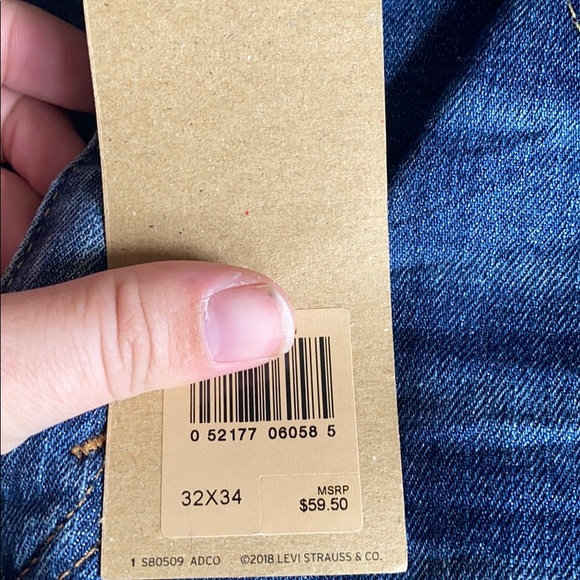 0 52177 06058 5
32X34
MSRP
$59.50
1 S80509 ADCO ©2018 LEVI STRAUSS & CO.